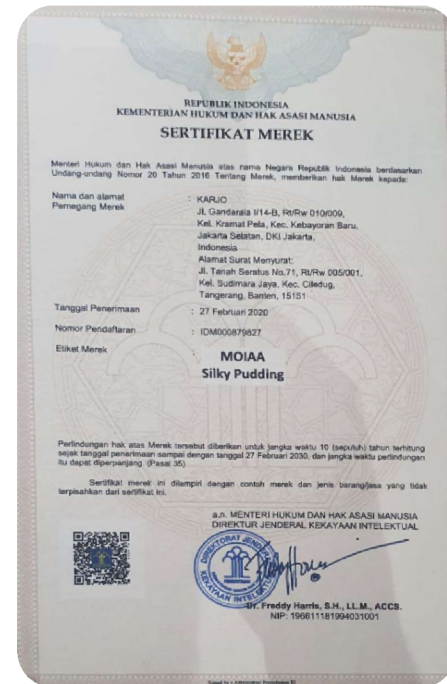 REPUBLIK INDONESIA
KEMENTERIAN HUKUM DAN HAK ASASI MANUSIA
SERTIFIKAT MEREK
Menteri Hukum dan Hak Asasi Manusia atas nama Negara Republik Indonesia berdasarkan
Undang-undang Nomor 20 Tahun 2016 Tentang Merek, memberikan hak Merek kepada:
Nama dan alamat Pemegang Merek : KARJO
Jl. Gandaraia I/14-B, Rt/Rw 010/009,
Kel. Kramat Pela, Kec. Kebayoran Baru,
Jakarta Selatan, DKI Jakarta,
Indonesia
Alamat Surat Menyurat:
Jl. Tanah Seratus No.71, Rt/Rw 005/001,
Kel. Sudimara Jaya, Kec. Ciledug,
Tangerang, Banten, 15151
Tanggal Penerimaan : 27 Februari 2020
Nomor Pendaftaran : IDM000879827
Etiket Merek
MOIAA
Silky Pudding
Perlindungan hak atas Merek tersebut diberikan untuk jangka waktu 10 (sepuluh) tahun terhitung
sejak tanggal penerimaan sampai dengan tanggal 27 Februari 2030, dan jangka waktu perlindungan
itu dapat diperpanjang. (Pasal 35)
Sertifikat merek ini dilampiri dengan contoh merek dan jenis barang/jasa yang tidak
terpisahkan dari sertifikat ini.
a.n. MENTERI HUKUM DAN HAK ASASI MANUSIA
DIREKTUR JENDERAL KEKAYAAN INTELEKTUAL
DIREKTORAT JENDERAL
KEKAYAAN INTELEKTUAL
Dr. Freddy Harris, S.H., LL.M., ACCS.
NIP: 196611181994031001